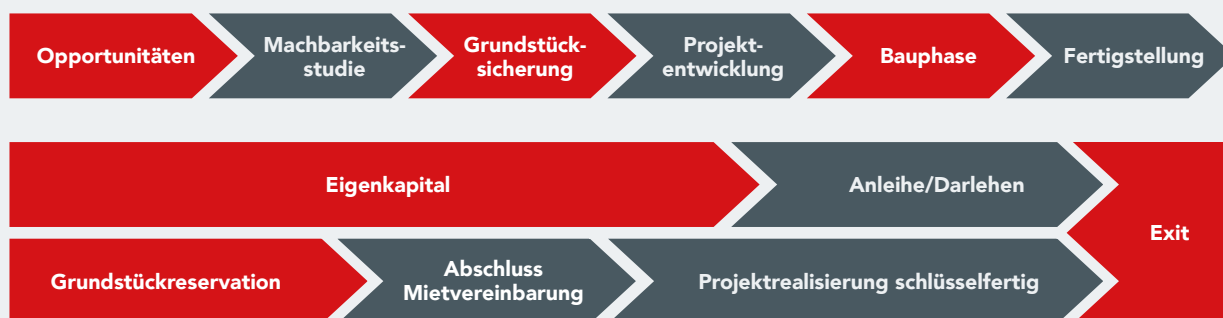 Opportunitäten
Machbarkeits-
studie
Grundstück-
sicherung
Projekt-
entwicklung
Bauphase
Fertigstellung
Eigenkapital
Anleihe/Darlehen
Exit
Grundstückreservation
Abschluss
Mietvereinbarung
Projektrealisierung schlüsselfertig